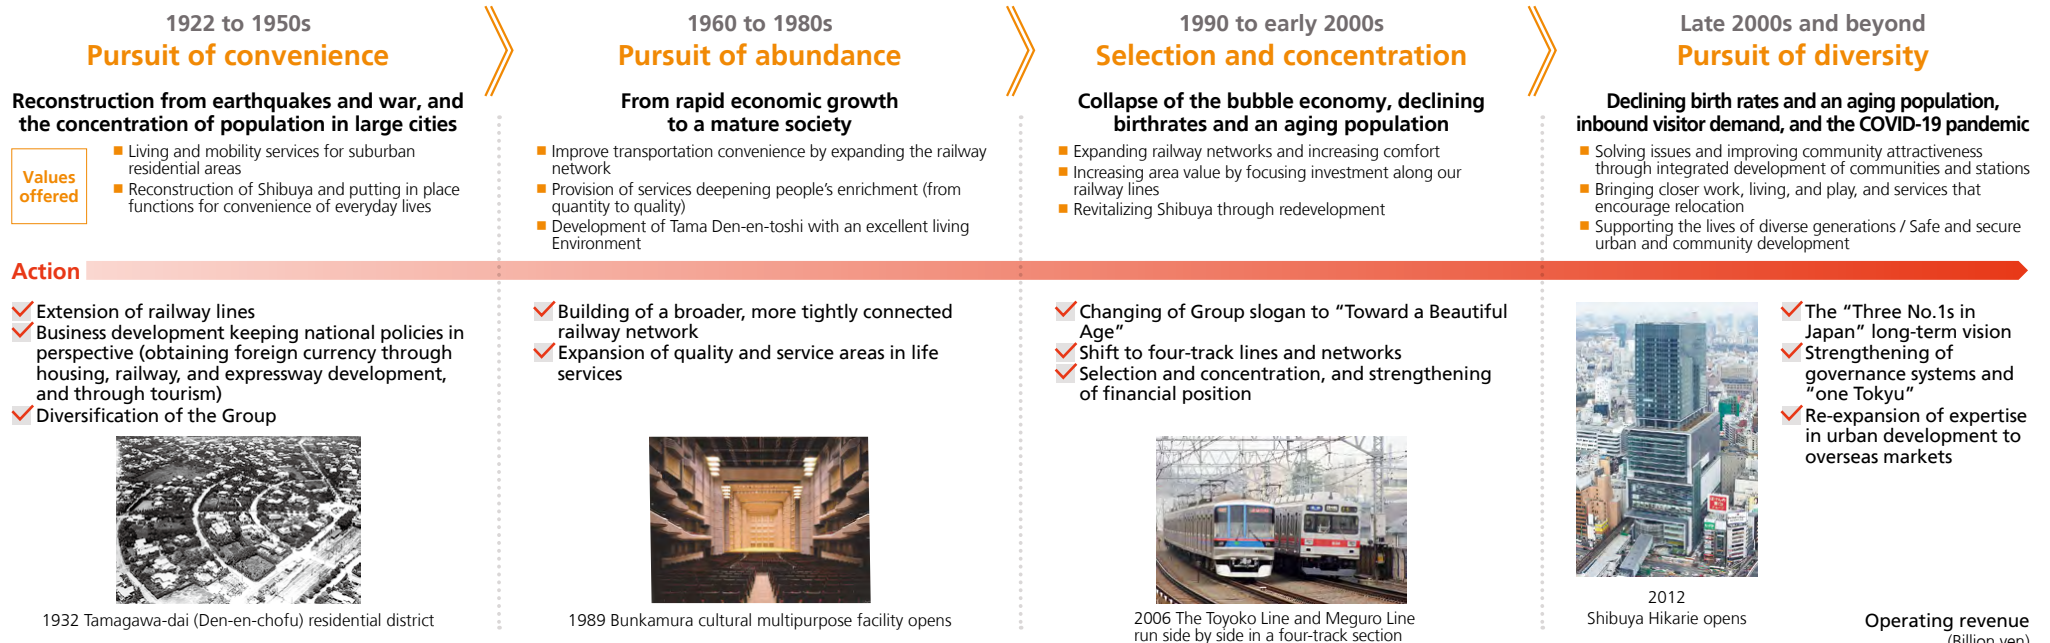 1922 to 1950s
Pursuit of convenience
Reconstruction from earthquakes and war, and
the concentration of population in large cities
Values
offered
■ Living and mobility services for suburban
residential areas
■ Reconstruction of Shibuya and putting in place
functions for convenience of everyday lives
1960 to 1980s
Pursuit of abundance
From rapid economic growth
to a mature society
■ Improve transportation convenience by expanding the railway
network
■ Provision of services deepening people's enrichment (from
quantity to quality)
■ Development of Tama Den-en-toshi with an excellent living
Environment
1990 to early 2000s
Selection and concentration
Collapse of the bubble economy, declining
birthrates and an aging population
■ Expanding railway networks and increasing comfort
■ Increasing area value by focusing investment along our
railway lines
■ Revitalizing Shibuya through redevelopment
Late 2000s and beyond
Pursuit of diversity
Declining birth rates and an aging population,
inbound visitor demand, and the COVID-19 pandemic
■ Solving issues and improving community attractiveness
through integrated development of communities and stations
■ Bringing closer work, living, and play, and services that
encourage relocation
■ Supporting the lives of diverse generations / Safe and secure
urban and community development
Action
Extension of railway lines
Business development keeping national policies in
perspective (obtaining foreign currency through
housing, railway, and expressway development,
and through tourism)
Diversification of the Group
1932 Tamagawa-dai (Den-en-chofu) residential district
Building of a broader, more tightly connected
railway network
Expansion of quality and service areas in life
services
1989 Bunkamura cultural multipurpose facility opens
Changing of Group slogan to "Toward a Beautiful
Age"
Shift to four-track lines and networks
Selection and concentration, and strengthening
of financial position
2006 The Toyoko Line and Meguro Line
run side by side in a four-track section
The "Three No.1s in
Japan" long-term vision
Strengthening of
governance systems and
"one Tokyu"
Re-expansion of expertise
in urban development to
overseas markets
2012
Shibuya Hikarie opens
Operating revenue
(Billion yen)